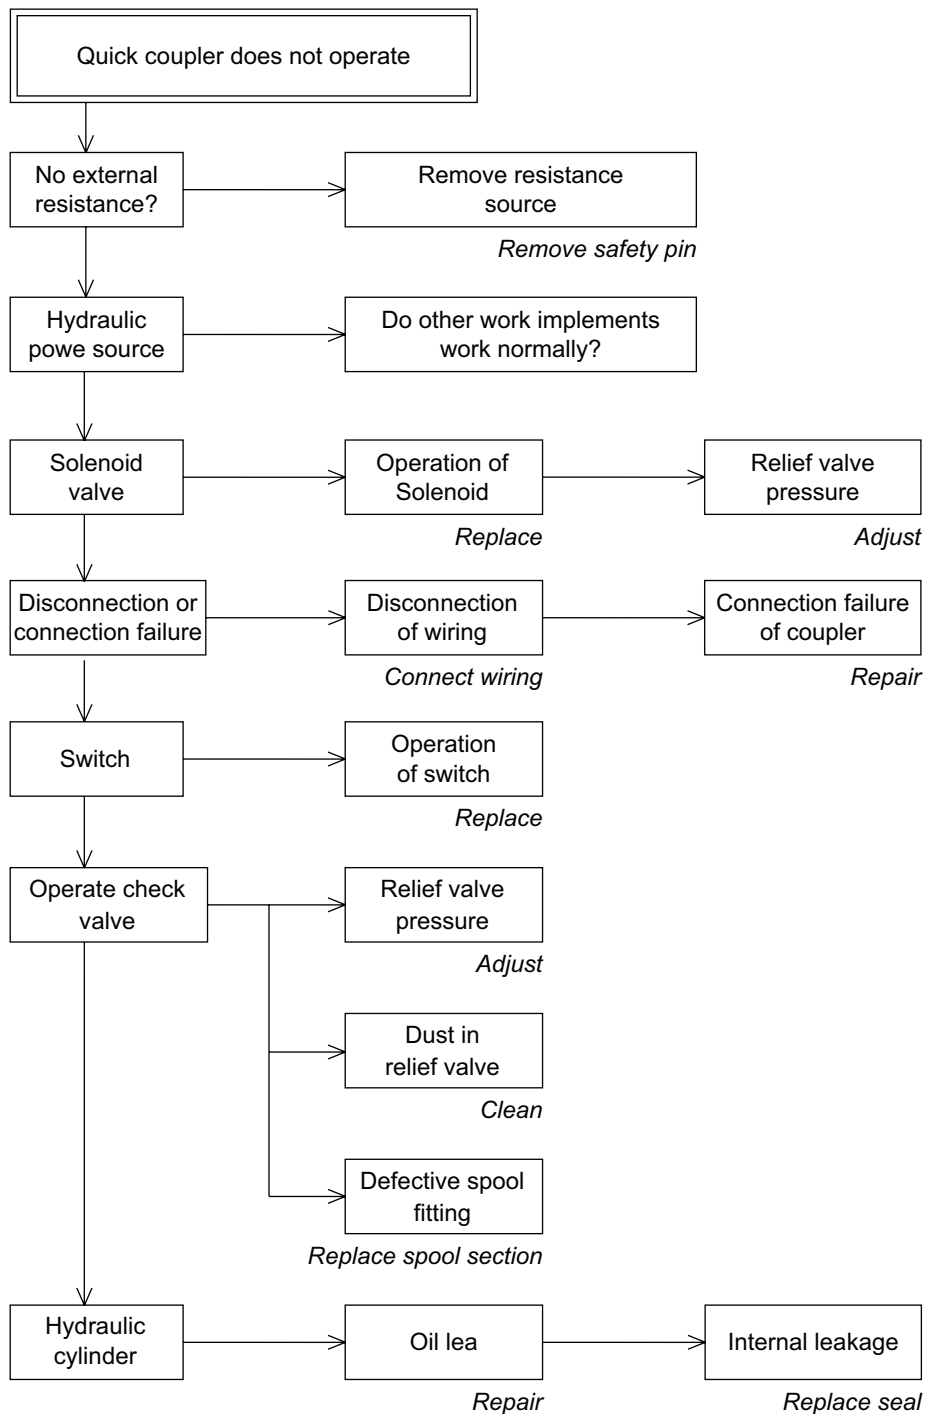 Quick coupler does not operate
No external
resistance?
Remove resistance
source
Remove safety pin
Hydraulic
powe source
Do other work implements
work normally?
Solenoid
valve
Operation of
Solenoid
Replace
Relief valve
pressure
Adjust
Disconnection or
connection failure
Disconnection
of wiring
Connect wiring
Connection failure
of coupler
Repair
Switch
Operation
of switch
Replace
Operate check
valve
Relief valve
pressure
Adjust
Dust in
relief valve
Clean
Defective spool
fitting
Replace spool section
Hydraulic
cylinder
Oil lea
Repair
Internal leakage
Replace seal